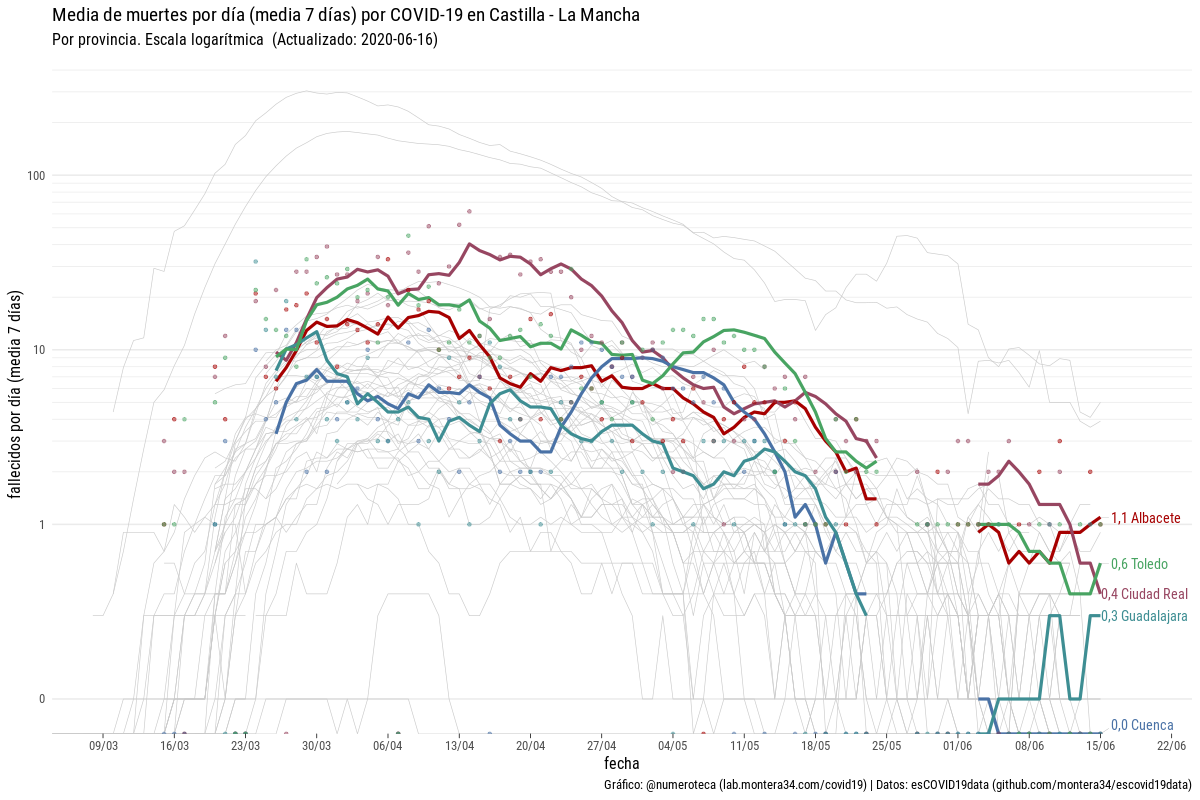 Media de muertes por día (media 7 días) por COVID-19 en Castilla - La Mancha
Por provincia. Escala logarítmica  (Actualizado: 2020-06-16)
fallecidos por día (media  7 días)
100
10
1
0
1,1 Albacete
0,6 Toledo
0,4 Ciudad Real
0,3 Guadalajara
0,0 Cuenca
09/03 16/03 23/03 30/03 06/04 13/04 20/04 27/04 04/05 11/05 18/05 25/05 01/06 08/06 15/06 22/06
fecha
Gráfico: @numeroteca (lab.montera34.com/covid19) | Datos: esCOVID19data (github.com/montera34/escovid19data)